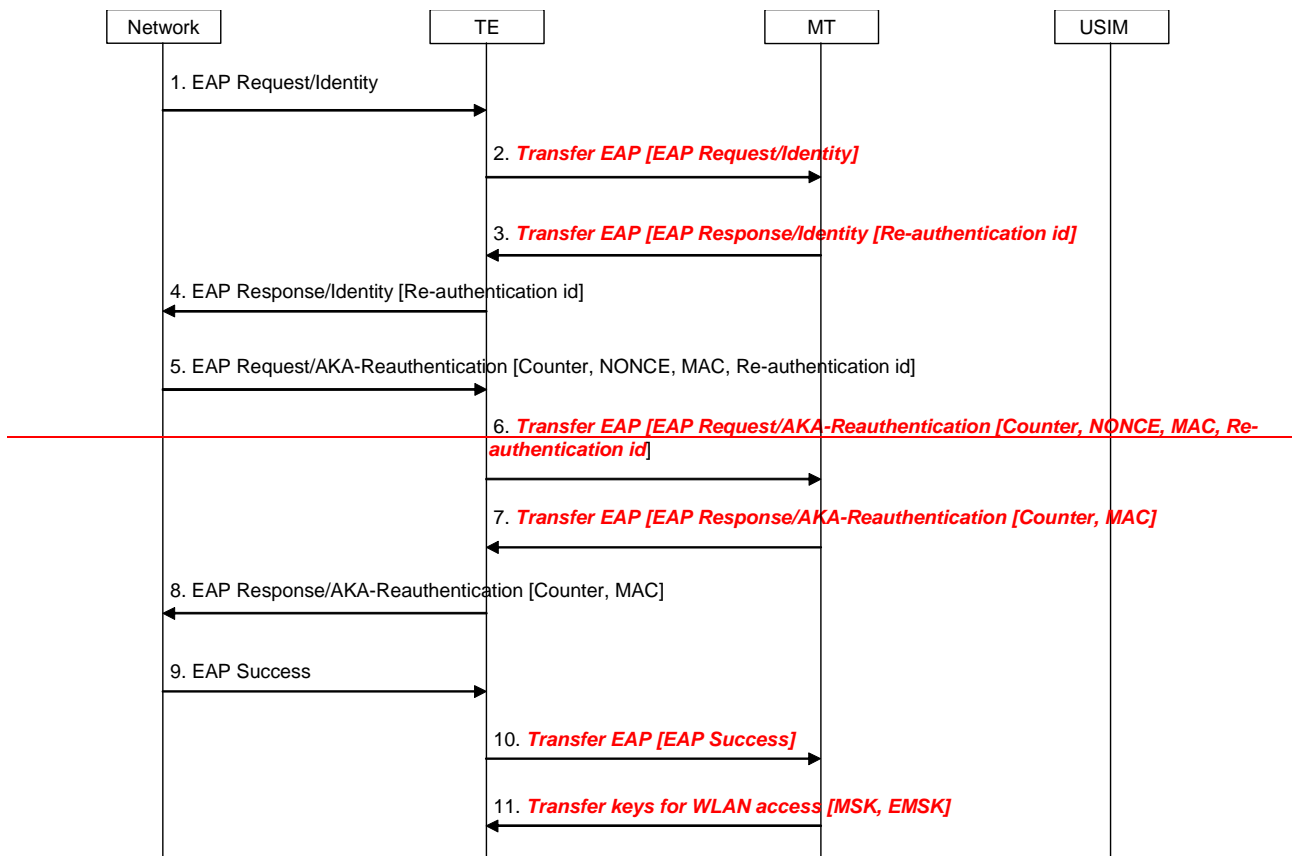 Network TE MT USIM
1. EAP Request/Identity
2. Transfer EAP [EAP Request/Identity]
3. Transfer EAP [EAP Response/Identity [Re-authentication id]
4. EAP Response/Identity [Re-authentication id]
5. EAP Request/AKA-Reauthentication [Counter, NONCE, MAC, Re-authentication id]
6. Transfer EAP [EAP Request/AKA-Reauthentication [Counter, NONCE, MAC, Re-
authentication id]
7. Transfer EAP [EAP Response/AKA-Reauthentication [Counter, MAC]
8. EAP Response/AKA-Reauthentication [Counter, MAC]
9. EAP Success
10. Transfer EAP [EAP Success]
11. Transfer keys for WLAN access [MSK, EMSK]